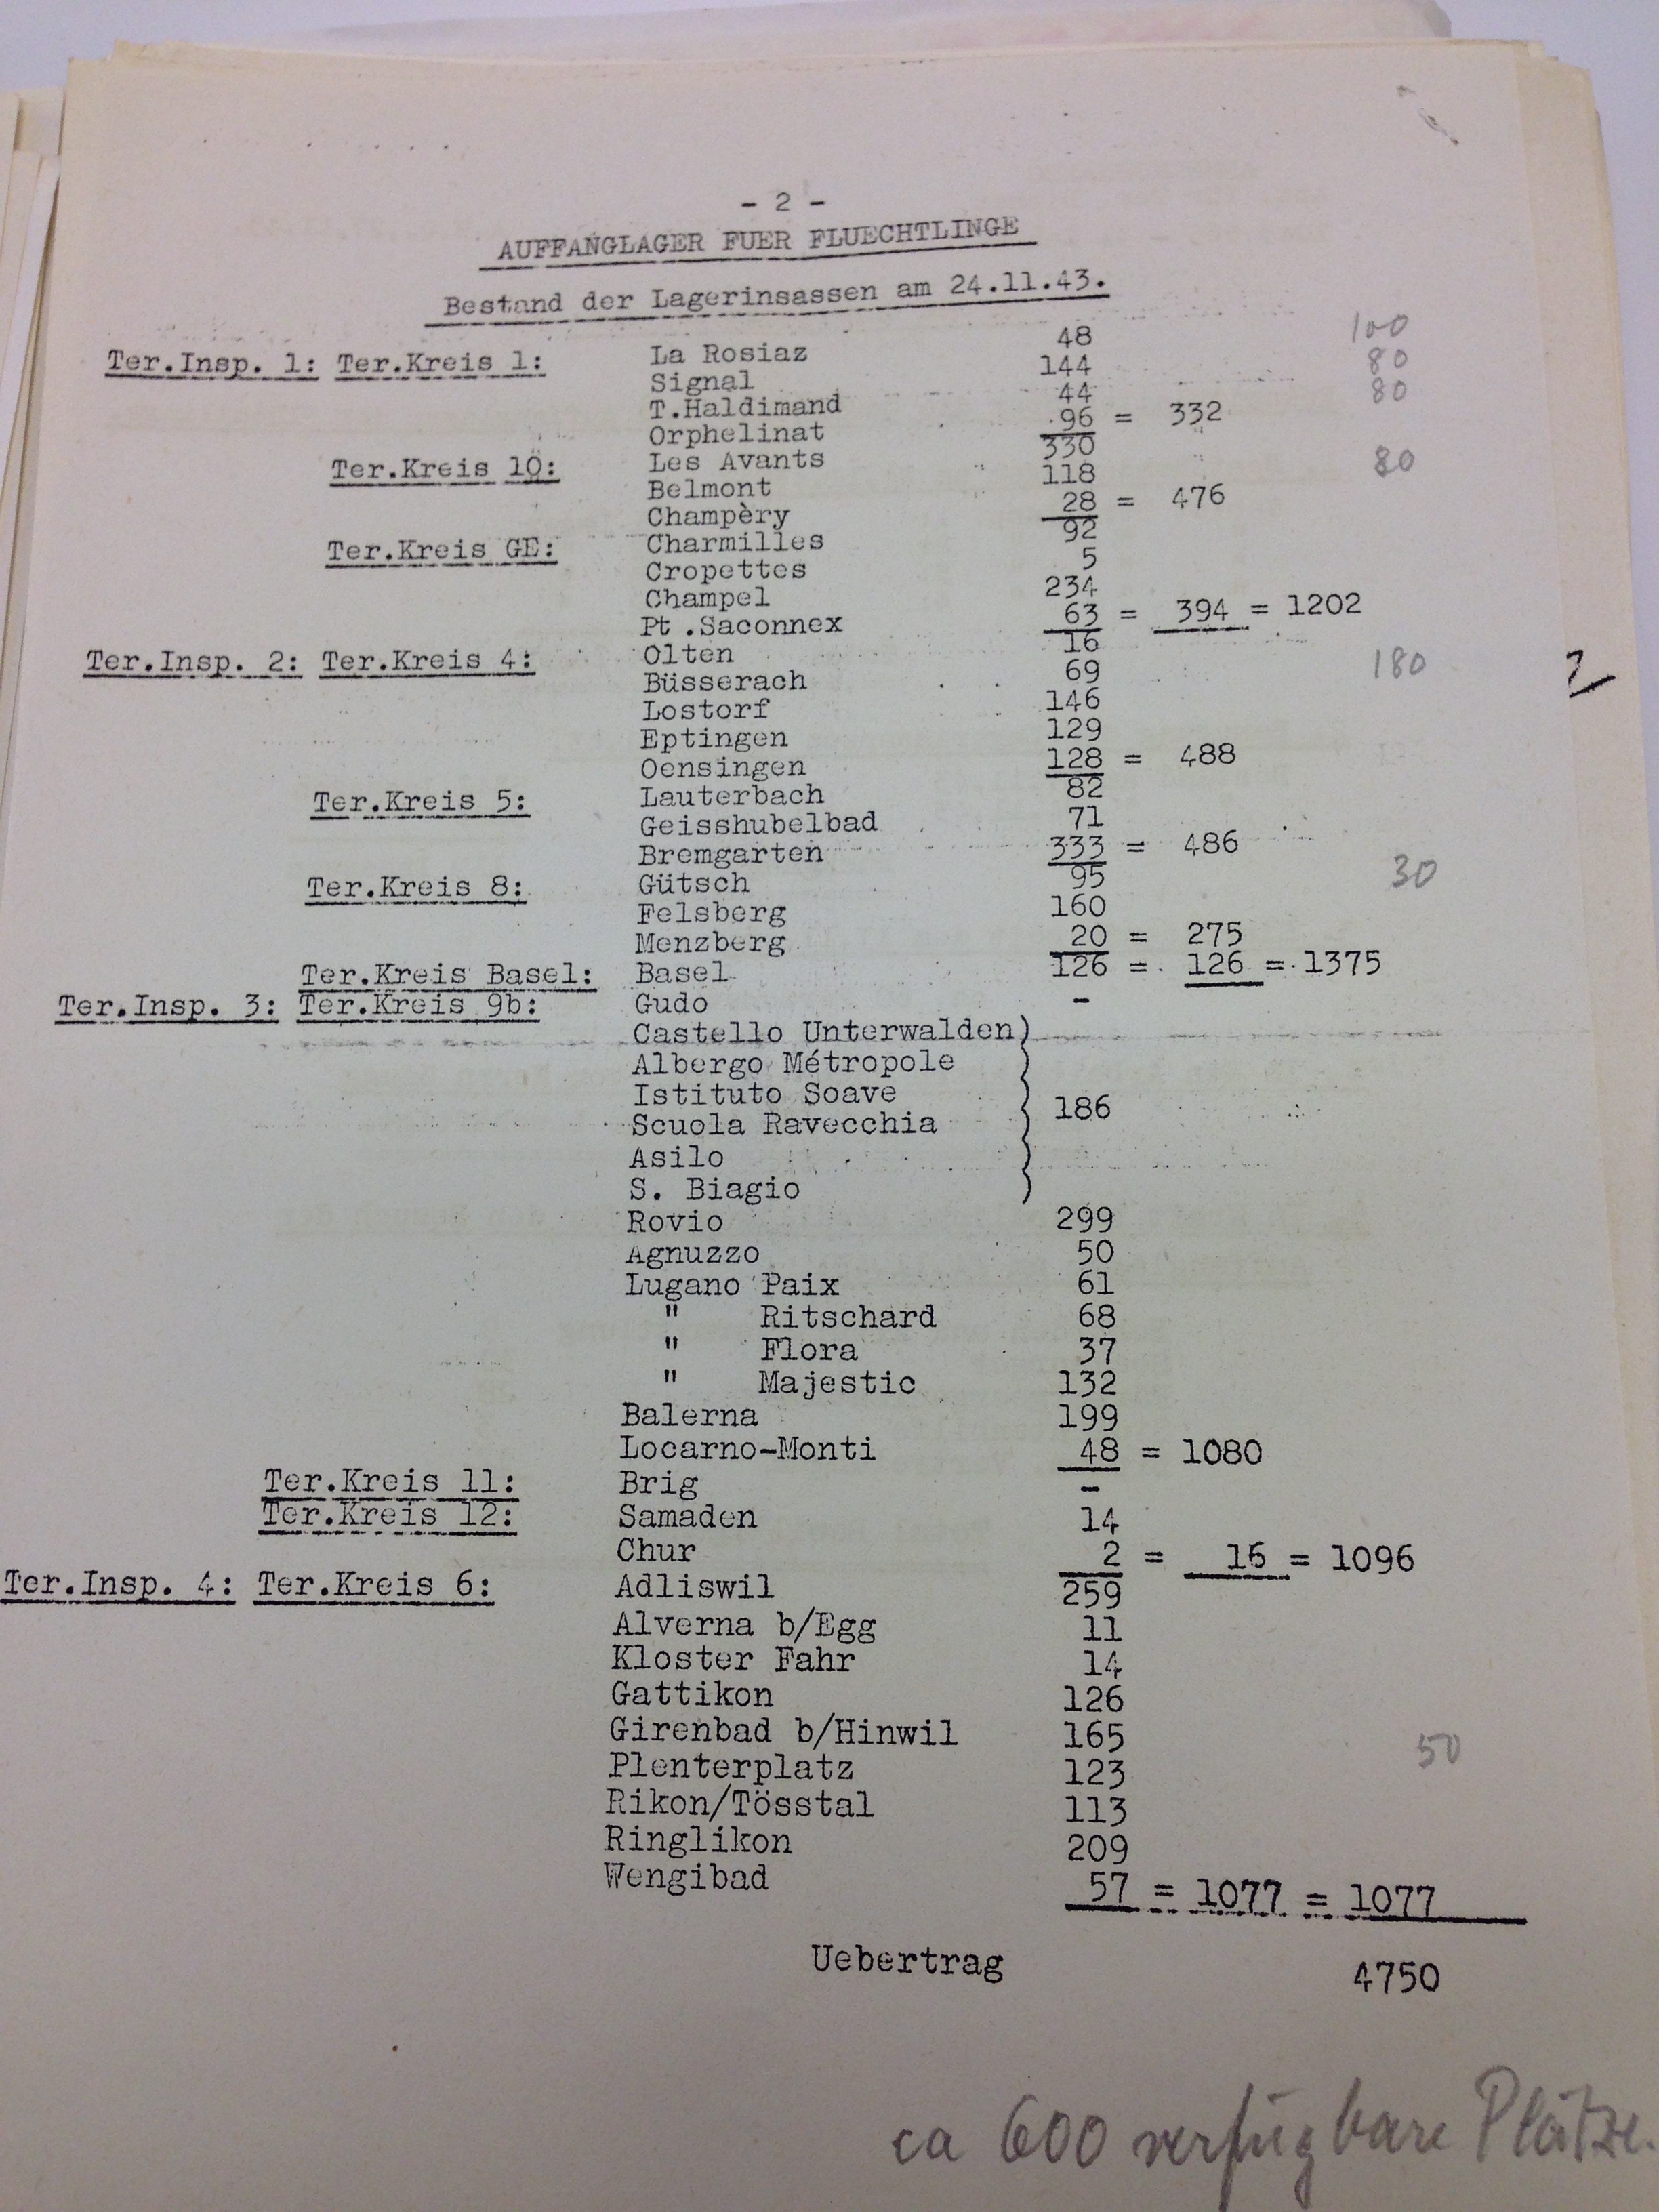 - 2 -
AUFFANGLAGER FUER FLUECHTLINGE
Bestand der Lagerinsassen am 24.11.43.
Ter.Insp. 1: Ter.Kreis 1: La Rosiaz 48 100
Signal 144 80
T.Haldimand 44 80
Orphelinat 96 = 332
Ter.Kreis 10: Les Avants 330 80
Belmont 118
Champèry 28 = 476
Ter.Kreis GE: Charmilles 92
Cropettes 5
Champel 234
Pt .Saconnex 63 = 394 = 1202
Ter.Insp. 2: Ter.Kreis 4: Olten 16 180
Büsserach 69
Lostorf 146
Eptingen 129
Oensingen 128 = 488
Ter.Kreis 5: Lauterbach 82
Geisshubelbad 71
Bremgarten 333 = 486
Ter.Kreis 8: Gütsch 95 30
Felsberg 160
Menzberg 20 = 275
Ter.Kreis Basel: Basel 126 = 126 = 1375
Ter.Insp. 3: Ter.Kreis 9b: Gudo -
Castello Unterwalden)
Albergo Métropole )
Istituto Soave )
Scuola Ravecchia ) 186
Asilo )
S. Biagio )
Rovio 299
Agnuzzo 50
Lugano Paix 61
" Ritschard 68
" Flora 37
" Majestic 132
Balerna 199
Locarno-Monti 48 = 1080
Ter.Kreis 11: Brig -
Ter.Kreis 12: Samaden 14
Chur 2 = 16 = 1096
Ter.Insp. 4: Ter.Kreis 6: Adliswil 259
Alverna b/Egg 11
Kloster Fahr 14
Gattikon 126
Girenbad b/Hinwil 165 50
Plenterplatz 123
Rikon/Tösstal 113
Ringlikon 209
Wengibad 57 = 1077 = 1077
Uebertrag 4750
ca 600 verfügbare Plätze.